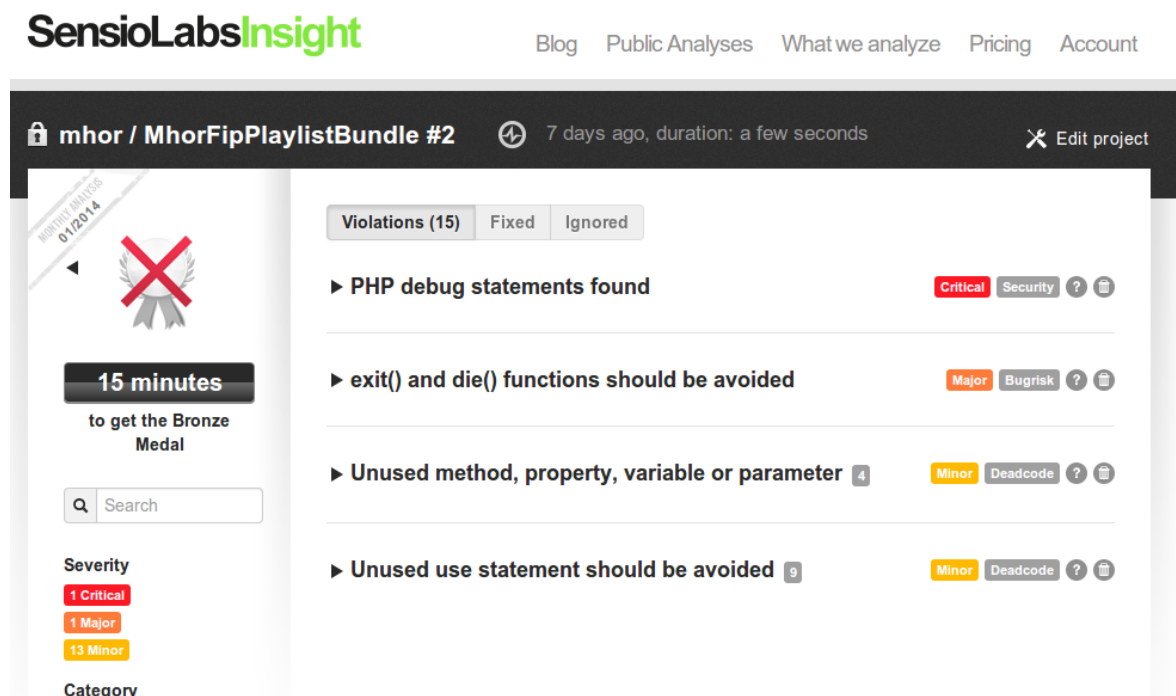 SensioLabsInsight
Blog Public Analyses What we analyze Pricing Account
mhor / MhorFipPlaylistBundle #2
7 days ago, duration: a few seconds
Edit project
MONTHLY ANALYSIS
01/2014
15 minutes
to get the Bronze
Medal
Search
Severity
1 Critical
1 Major
13 Minor
Category
Violations (15) Fixed Ignored
PHP debug statements found Critical Security ?
exit() and die() functions should be avoided Major Bugrisk ?
Unused method, property, variable or parameter 4 Minor Deadcode ?
Unused use statement should be avoided 9 Minor Deadcode ?